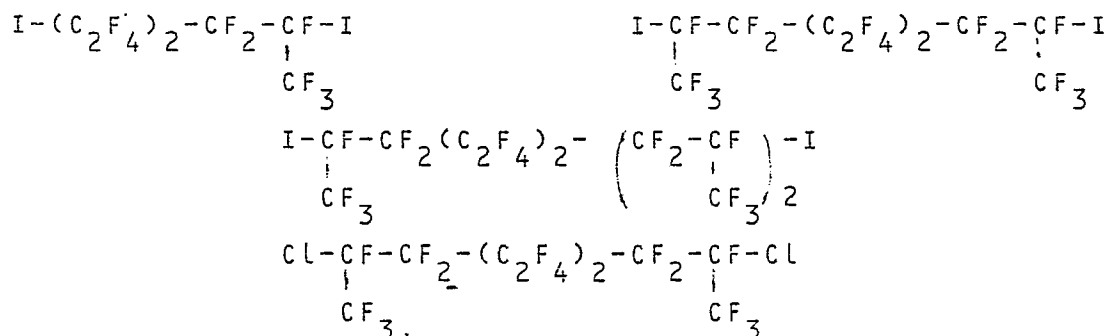 I-(C2F4)2-CF2-CF-I I-CF-CF2-(C2F4)2-CF2-CF-I
CF3 CF3 CF3
I-CF-CF2(C2F4)2-(CF2-CF)2-I
CF3 CF3
Cl-CF-CF2-(C2F4)2-CF2-CF-Cl
CF3 CF3